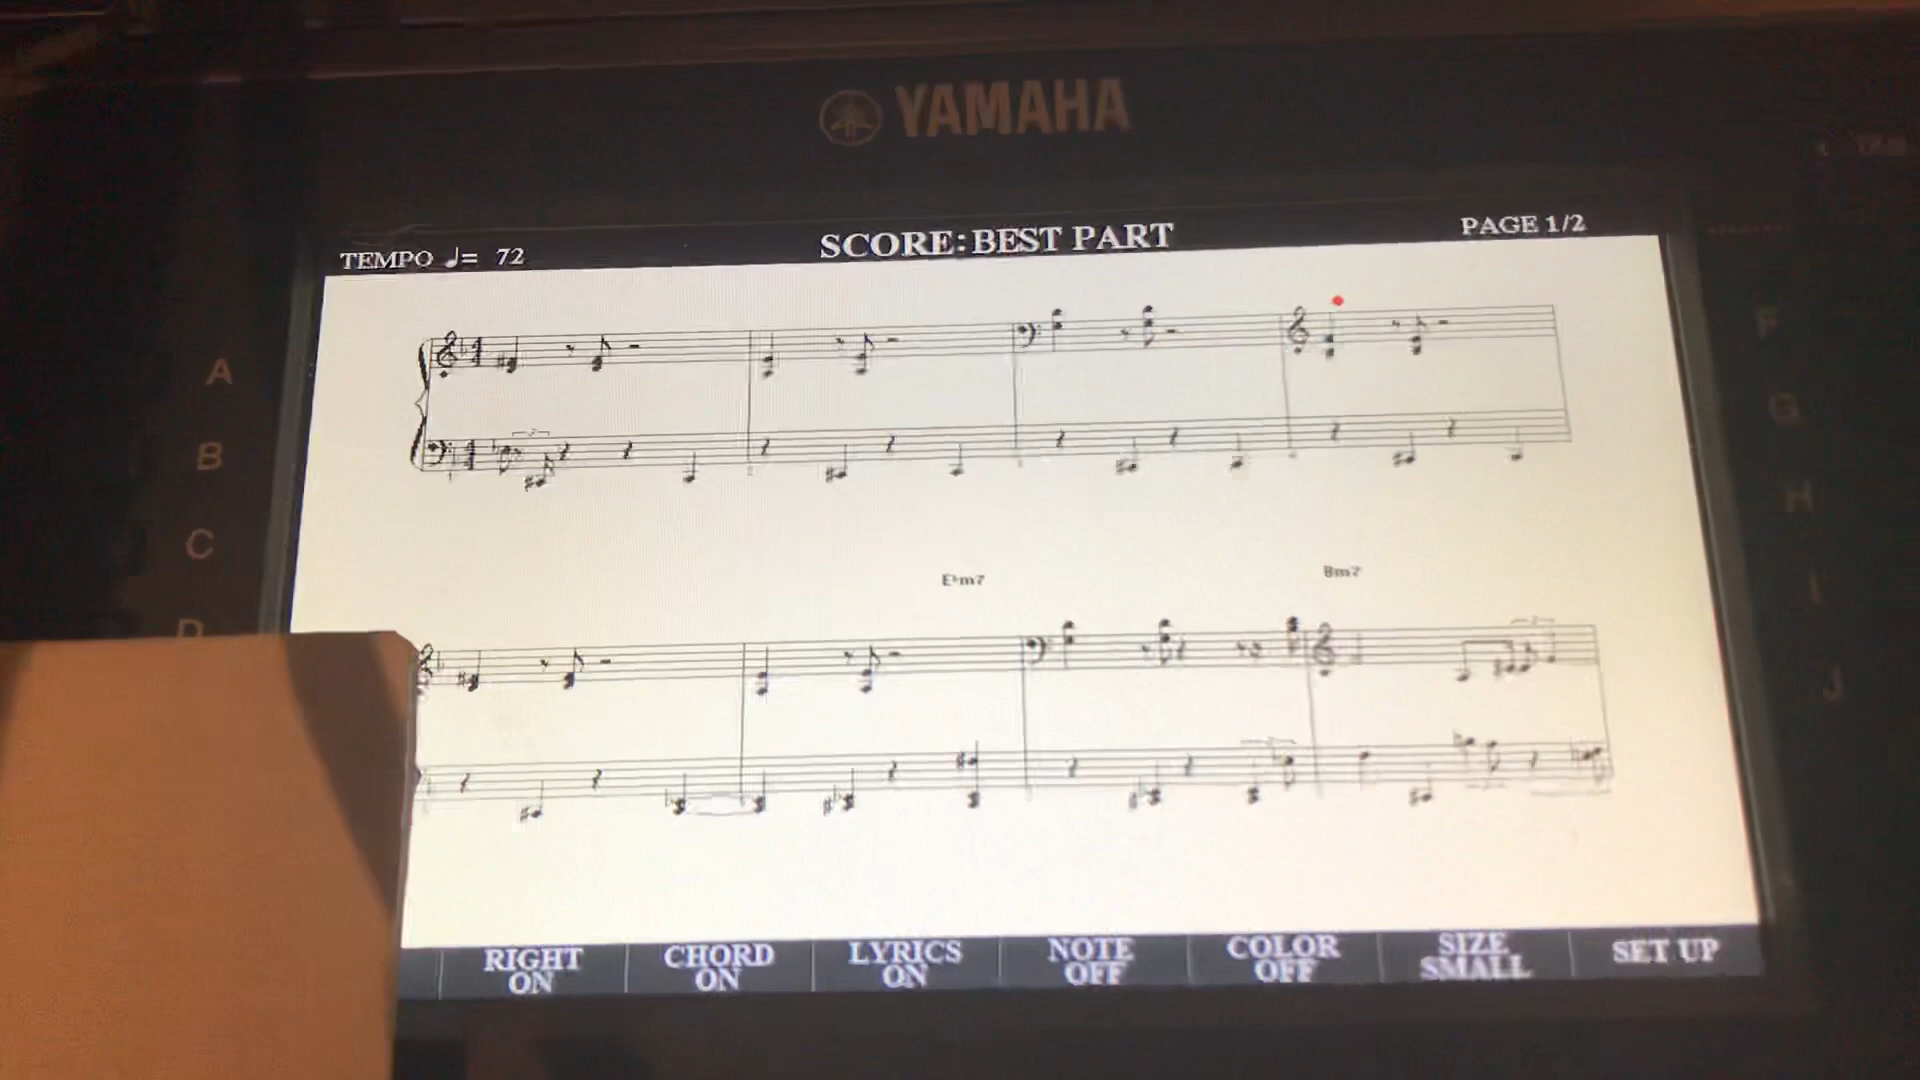 YAMAHA
TEMPO ♩= 72
SCORE:BEST PART
PAGE 1/2
A
B
C
D
F
G
H
I
J
E♭m7
Bm7
RIGHT
ON
CHORD
ON
LYRICS
ON
NOTE
OFF
COLOR
OFF
SIZE
SMALL
SET UP